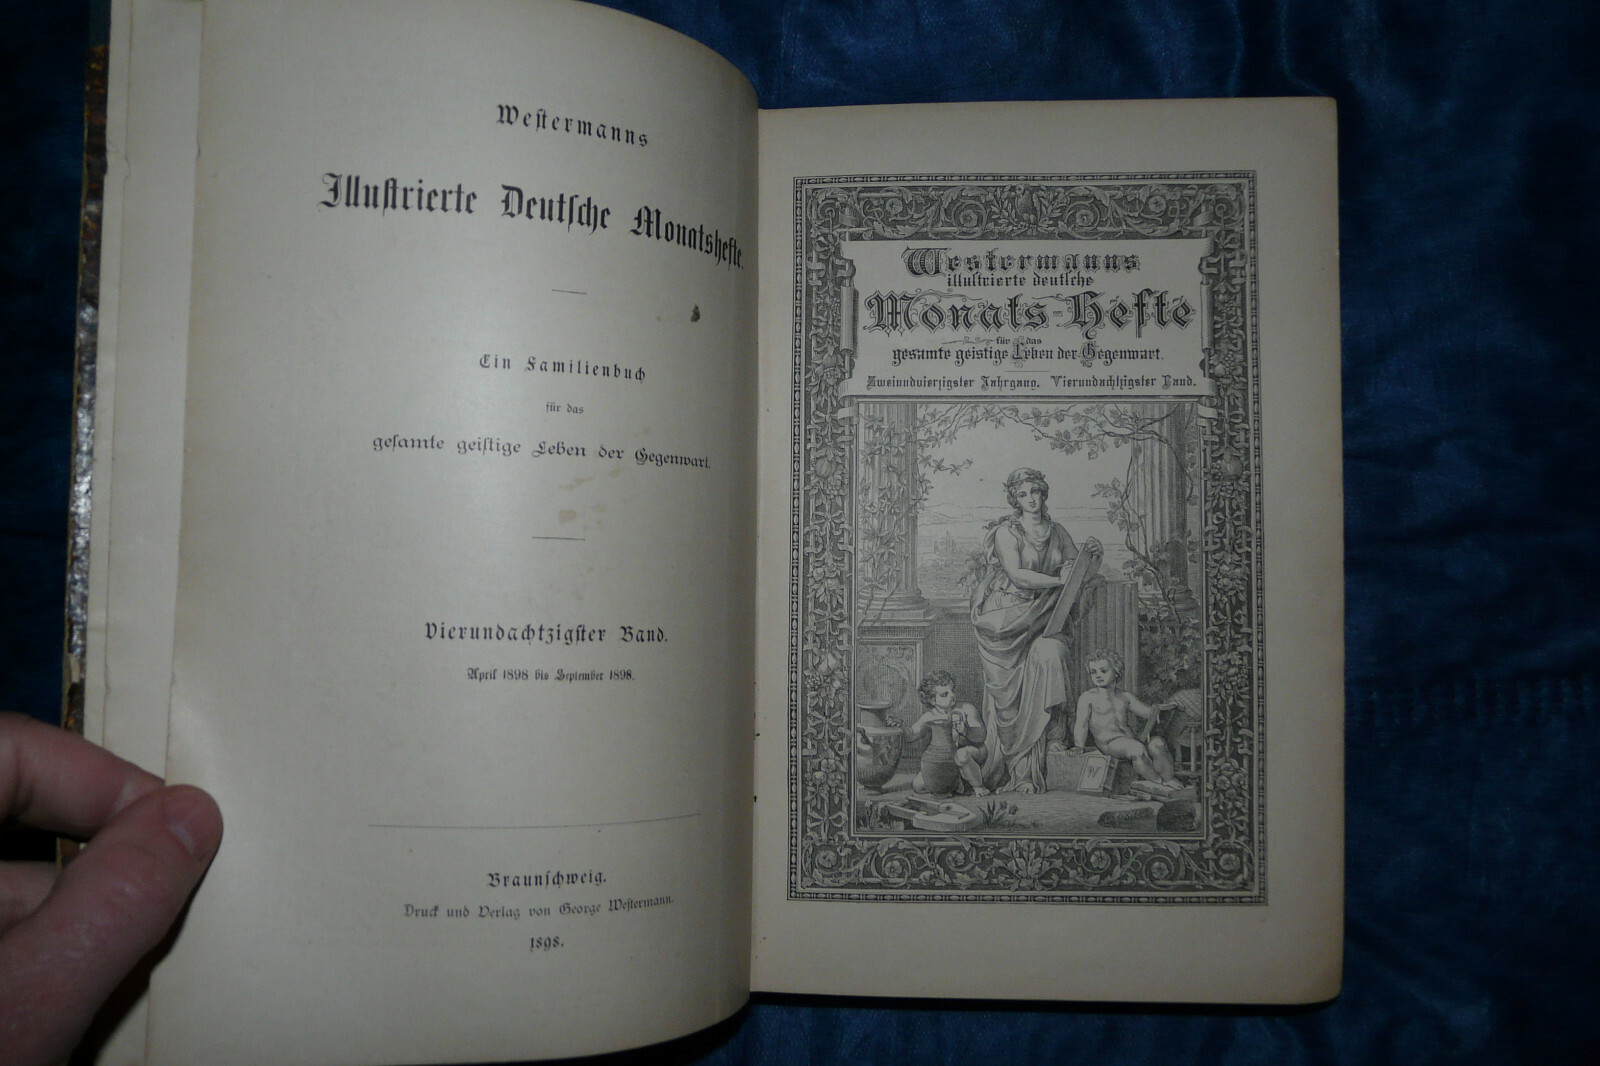 Westermanns
Illustrierte Deutsche Monatshefte.
Ein Familienbuch
für das
gesamte geistige Leben der Gegenwart.
Vierundachtzigster Band.
April 1898 bis September 1898.
Braunschweig.
Druck und Verlag von George Westermann.
1898.
Westermanns
illustrierte deutsche
Monats-Hefte
für das
gesamte geistige Leben der Gegenwart.
Zweiundvierzigster Jahrgang. Vierundachtzigster Band.
W